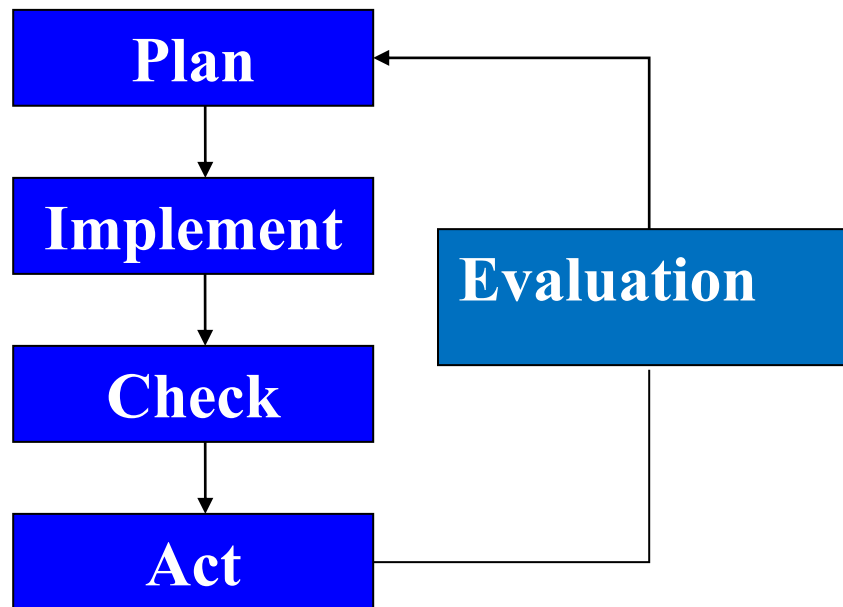 Plan
Implement
Evaluation
Check
Act